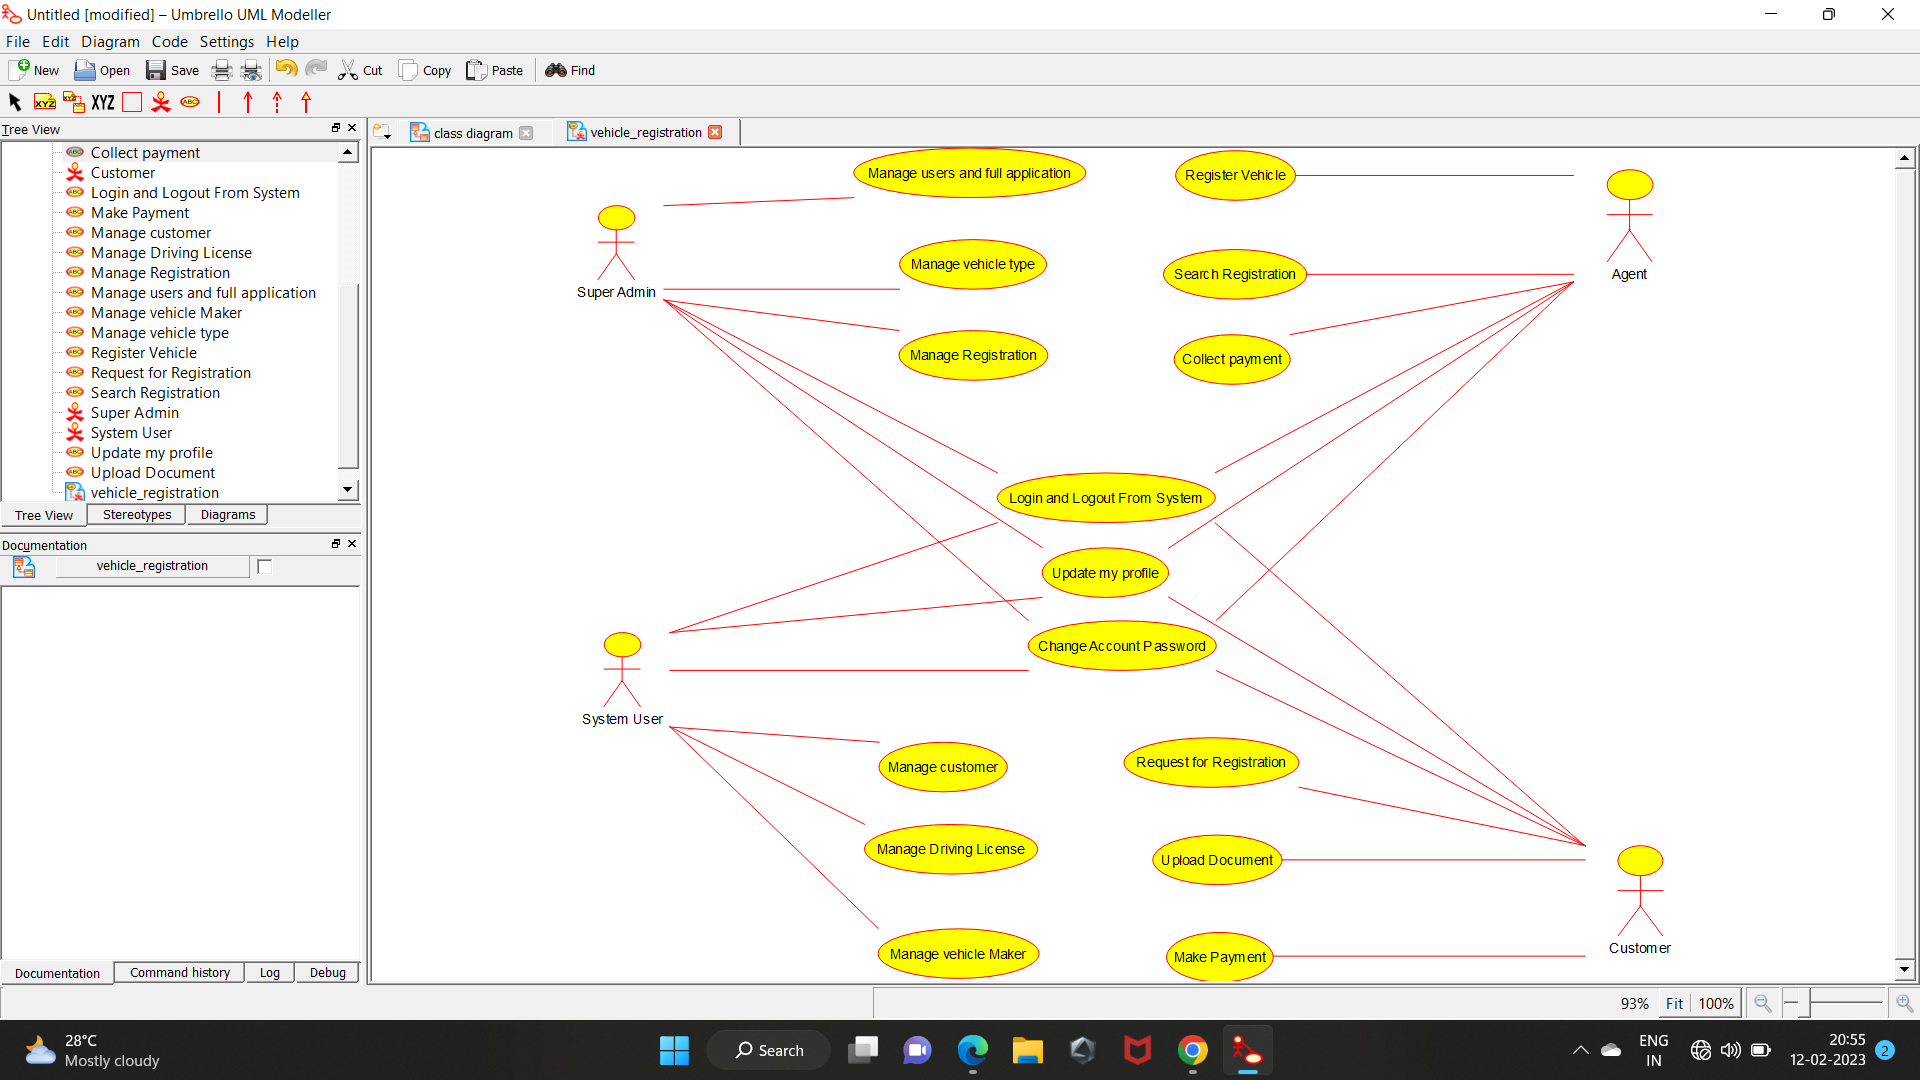 Untitled [modified] – Umbrello UML Modeller
File Edit Diagram Code Settings Help
New Open Save Cut Copy Paste Find
XYZ XYZ XYZ ABC
Tree View
Collect payment
Customer
Login and Logout From System
Make Payment
Manage customer
Manage Driving License
Manage Registration
Manage users and full application
Manage vehicle Maker
Manage vehicle type
Register Vehicle
Request for Registration
Search Registration
Super Admin
System User
Update my profile
Upload Document
vehicle_registration
Tree View Stereotypes Diagrams
Documentation
vehicle_registration
Documentation Command history Log Debug
class diagram vehicle_registration
Manage users and full application
Register Vehicle
Manage vehicle type
Search Registration
Agent
Super Admin
Manage Registration
Collect payment
Login and Logout From System
Update my profile
Change Account Password
System User
Manage customer
Request for Registration
Manage Driving License
Upload Document
Manage vehicle Maker
Make Payment
Customer
93% Fit 100%
28°C
Mostly cloudy
Search
ENG
IN
20:55
12-02-2023
2